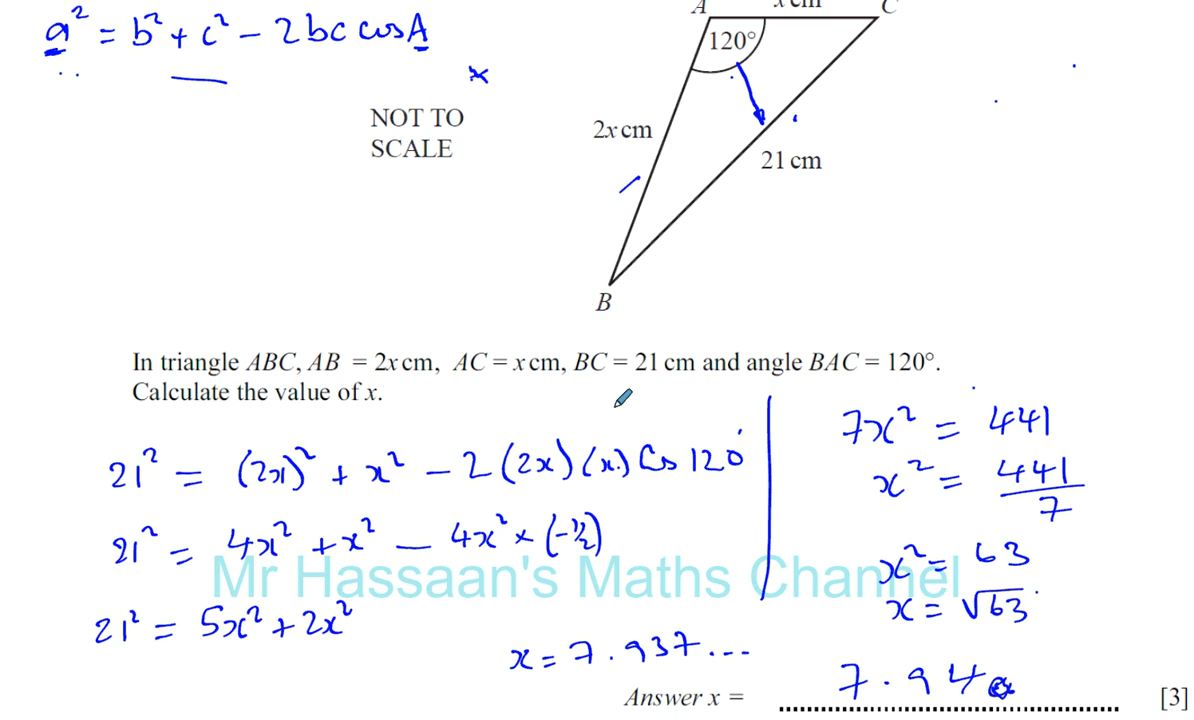 a² = b² + c² - 2bc cosA
A
x cm
C
120°
NOT TO
SCALE
2x cm
21 cm
B
In triangle ABC, AB = 2x cm, AC = x cm, BC = 21 cm and angle BAC = 120°.
Calculate the value of x.
21² = (2x)² + x² - 2(2x)(x) Cos 120
21² = 4x² + x² - 4x² × (-½)
21² = 5x² + 2x²
7x² = 441
x² = 441/7
x² = 63
x = √63
x = 7.937...
Mr Hassaan's Maths Channel
Answer x = 7.94
[3]